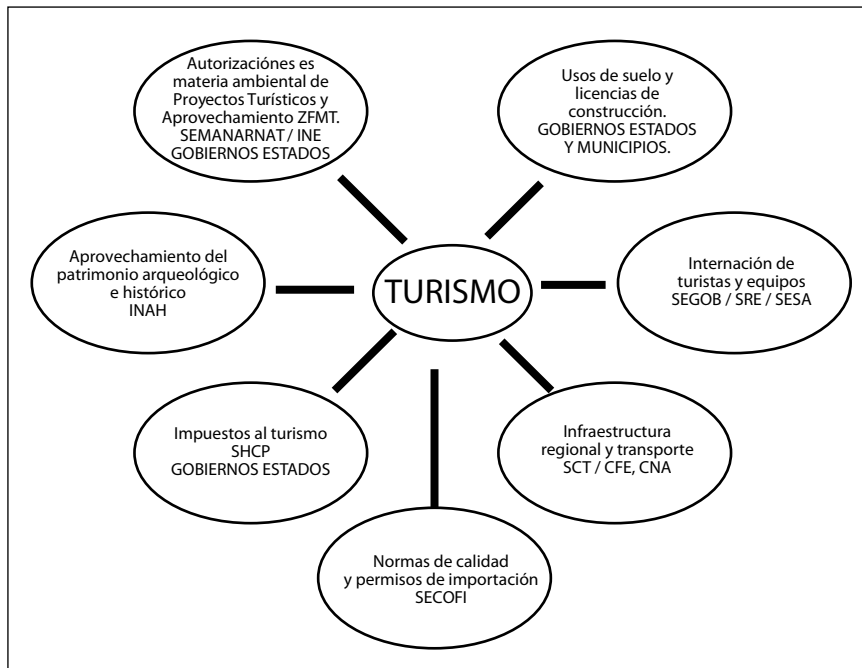 Autorizaciónes es
materia ambiental de
Proyectos Turísticos y
Aprovechamiento ZFMT.
SEMANARNAT / INE
GOBIERNOS ESTADOS
Usos de suelo y
licencias de
construcción.
GOBIERNOS ESTADOS
Y MUNICIPIOS.
Aprovechamiento del
patrimonio arqueológico
e histórico
INAH
TURISMO
Internación de
turistas y equipos
SEGOB / SRE / SESA
Impuestos al turismo
SHCP
GOBIERNOS ESTADOS
Infraestructura
regional y transporte
SCT / CFE, CNA
Normas de calidad
y permisos de importación
SECOFI